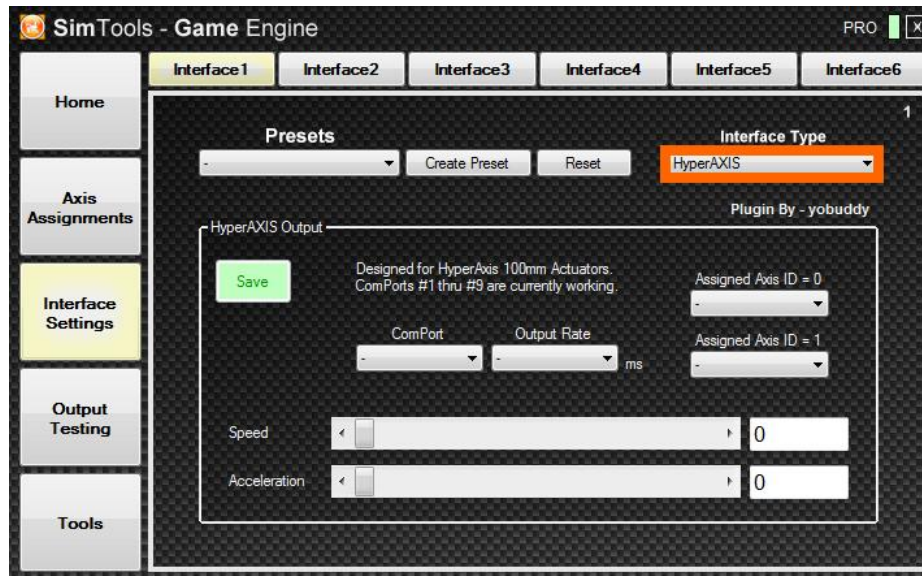 SimTools - Game Engine
PRO
X
Interface1
Interface2
Interface3
Interface4
Interface5
Interface6
Home
Axis
Assignments
Interface
Settings
Output
Testing
Tools
1
Presets
-
Create Preset
Reset
Interface Type
HyperAXIS
Plugin By - yobuddy
HyperAXIS Output
Save
Designed for HyperAxis 100mm Actuators.
ComPorts #1 thru #9 are currently working.
ComPort
-
Output Rate
-
ms
Assigned Axis ID = 0
-
Assigned Axis ID = 1
-
Speed
0
Acceleration
0